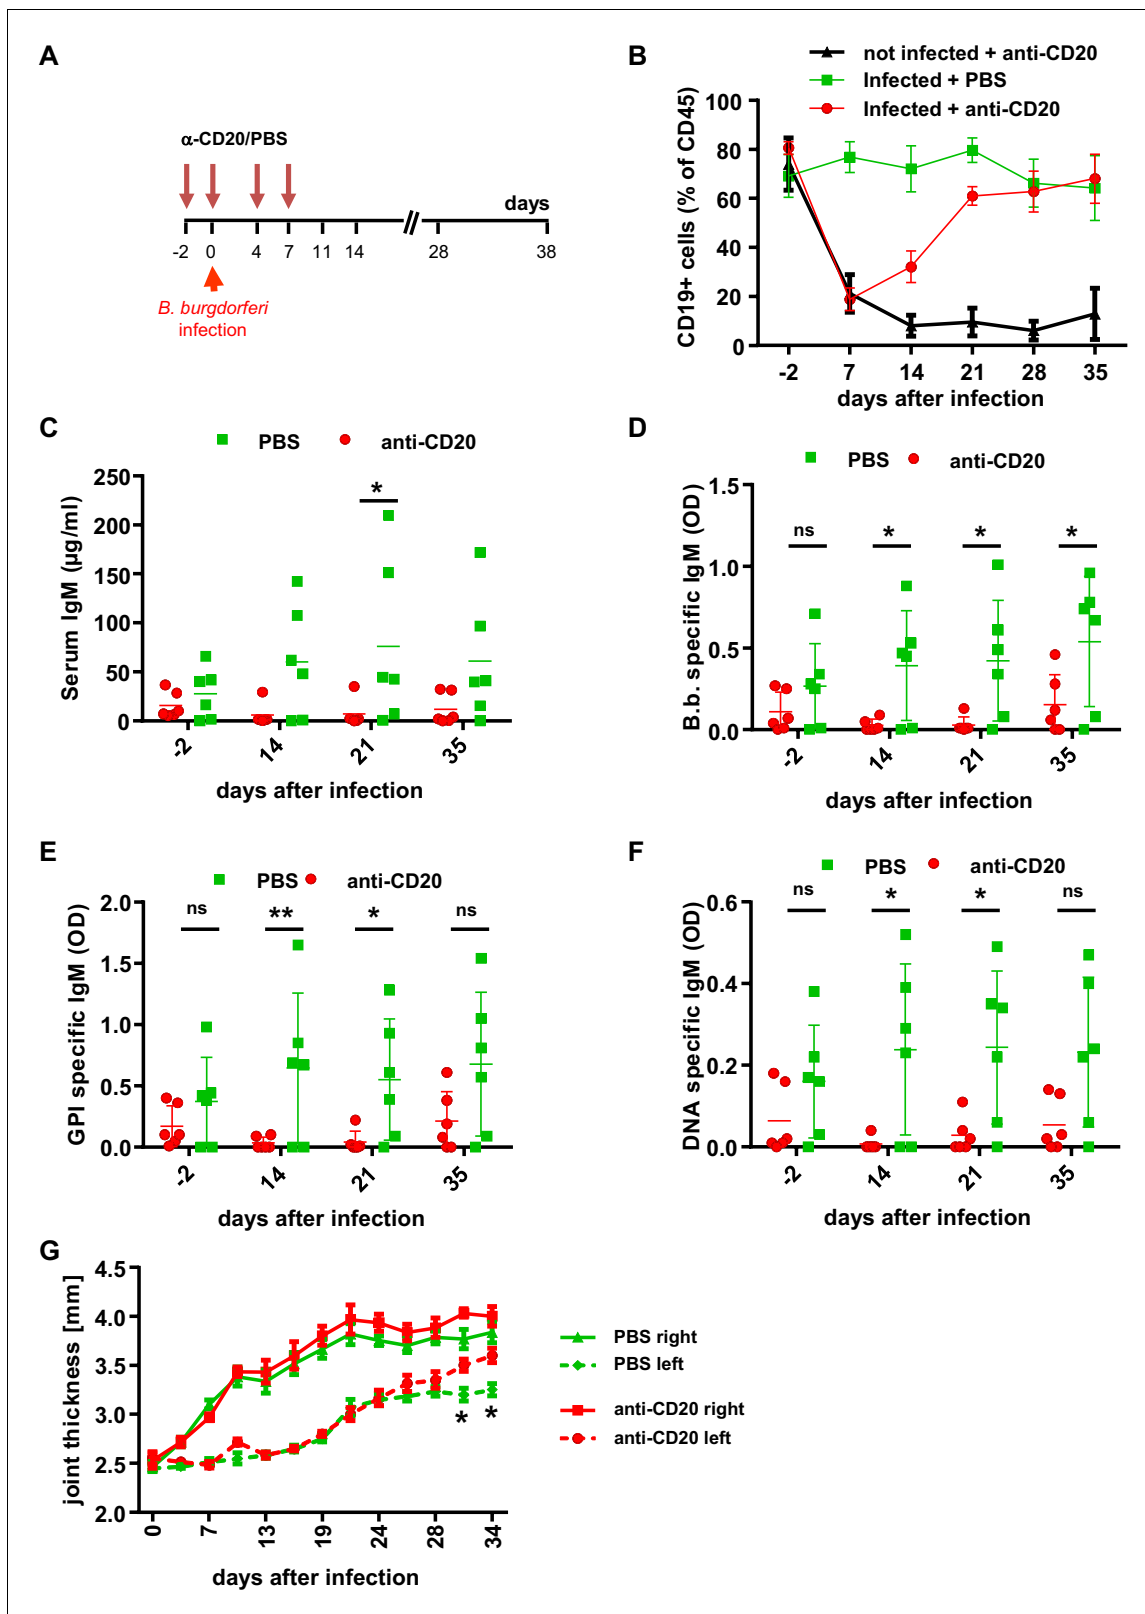 A
α-CD20/PBS
days
-2 0 4 7 11 14 28 38
B. burgdorferi
infection
B
not infected + anti-CD20
Infected + PBS
Infected + anti-CD20
CD19+ cells (% of CD45)
100
80
60
40
20
0
-2 7 14 21 28 35
days after infection
C
PBS anti-CD20
Serum IgM (µg/ml)
250
200
150
100
50
0
*
-2 14 21 35
days after infection
D
PBS anti-CD20
B.b. specific IgM (OD)
1.5
1.0
0.5
0.0
ns * * *
-2 14 21 35
days after infection
E
PBS anti-CD20
GPI specific IgM (OD)
2.0
1.5
1.0
0.5
0.0
ns ** * ns
-2 14 21 35
days after infection
F
PBS anti-CD20
DNA specific IgM (OD)
0.6
0.4
0.2
0.0
ns * * ns
-2 14 21 35
days after infection
G
joint thickness [mm]
4.5
4.0
3.5
3.0
2.5
2.0
* *
0 7 13 19 24 28 34
days after infection
PBS right
PBS left
anti-CD20 right
anti-CD20 left